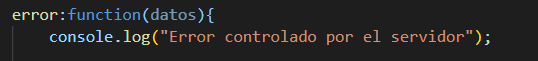 error:function(datos){
console.log("Error controlado por el servidor");